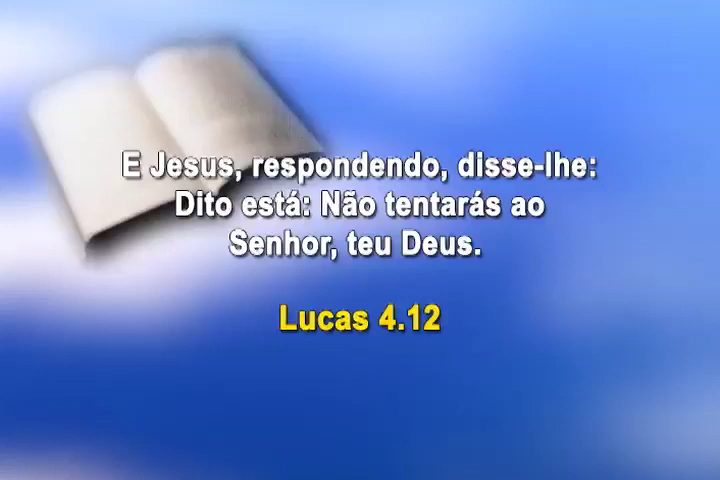 E Jesus, respondendo, disse-lhe:
Dito está: Não tentarás ao
Senhor, teu Deus.
Lucas 4.12